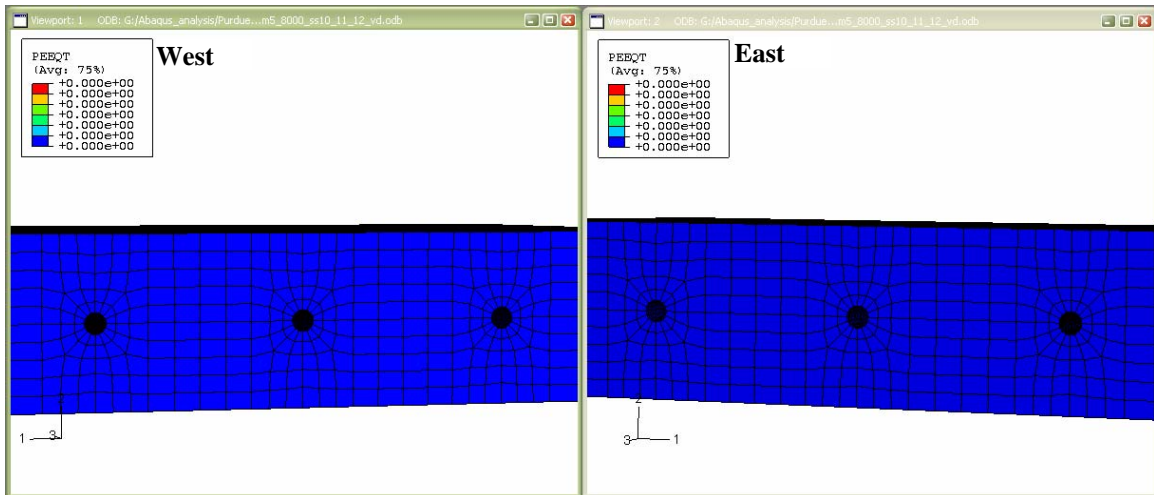 Viewport: 1 ODB: G:/Abaqus_analysis/Purdue...m5_8000_ss10_11_12_vd.odb
West
PEEQT
(Avg: 75%)
+0.000e+00
+0.000e+00
+0.000e+00
+0.000e+00
+0.000e+00
+0.000e+00
+0.000e+00
2
1
3
Viewport: 2 ODB: G:/Abaqus_analysis/Purdue...m5_8000_ss10_11_12_vd.odb
East
PEEQT
(Avg: 75%)
+0.000e+00
+0.000e+00
+0.000e+00
+0.000e+00
+0.000e+00
+0.000e+00
+0.000e+00
2
3
1